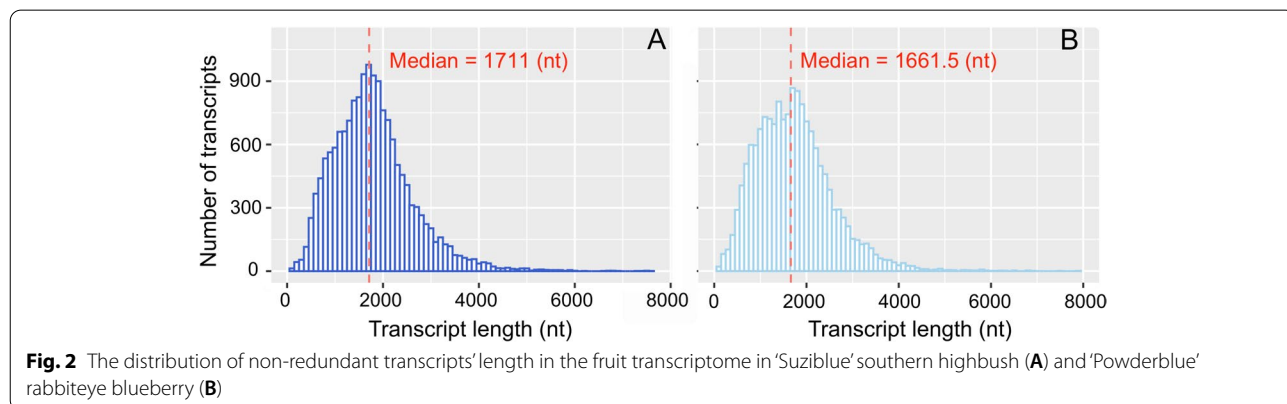 A
B
Median = 1711 (nt)
Median = 1661.5 (nt)
Number of transcripts
900
600
300
0
0 2000 4000 6000 8000
0 2000 4000 6000 8000
Transcript length (nt)
Transcript length (nt)
Fig. 2 The distribution of non-redundant transcripts' length in the fruit transcriptome in 'Suziblue' southern highbush (A) and 'Powderblue'
rabbiteye blueberry (B)